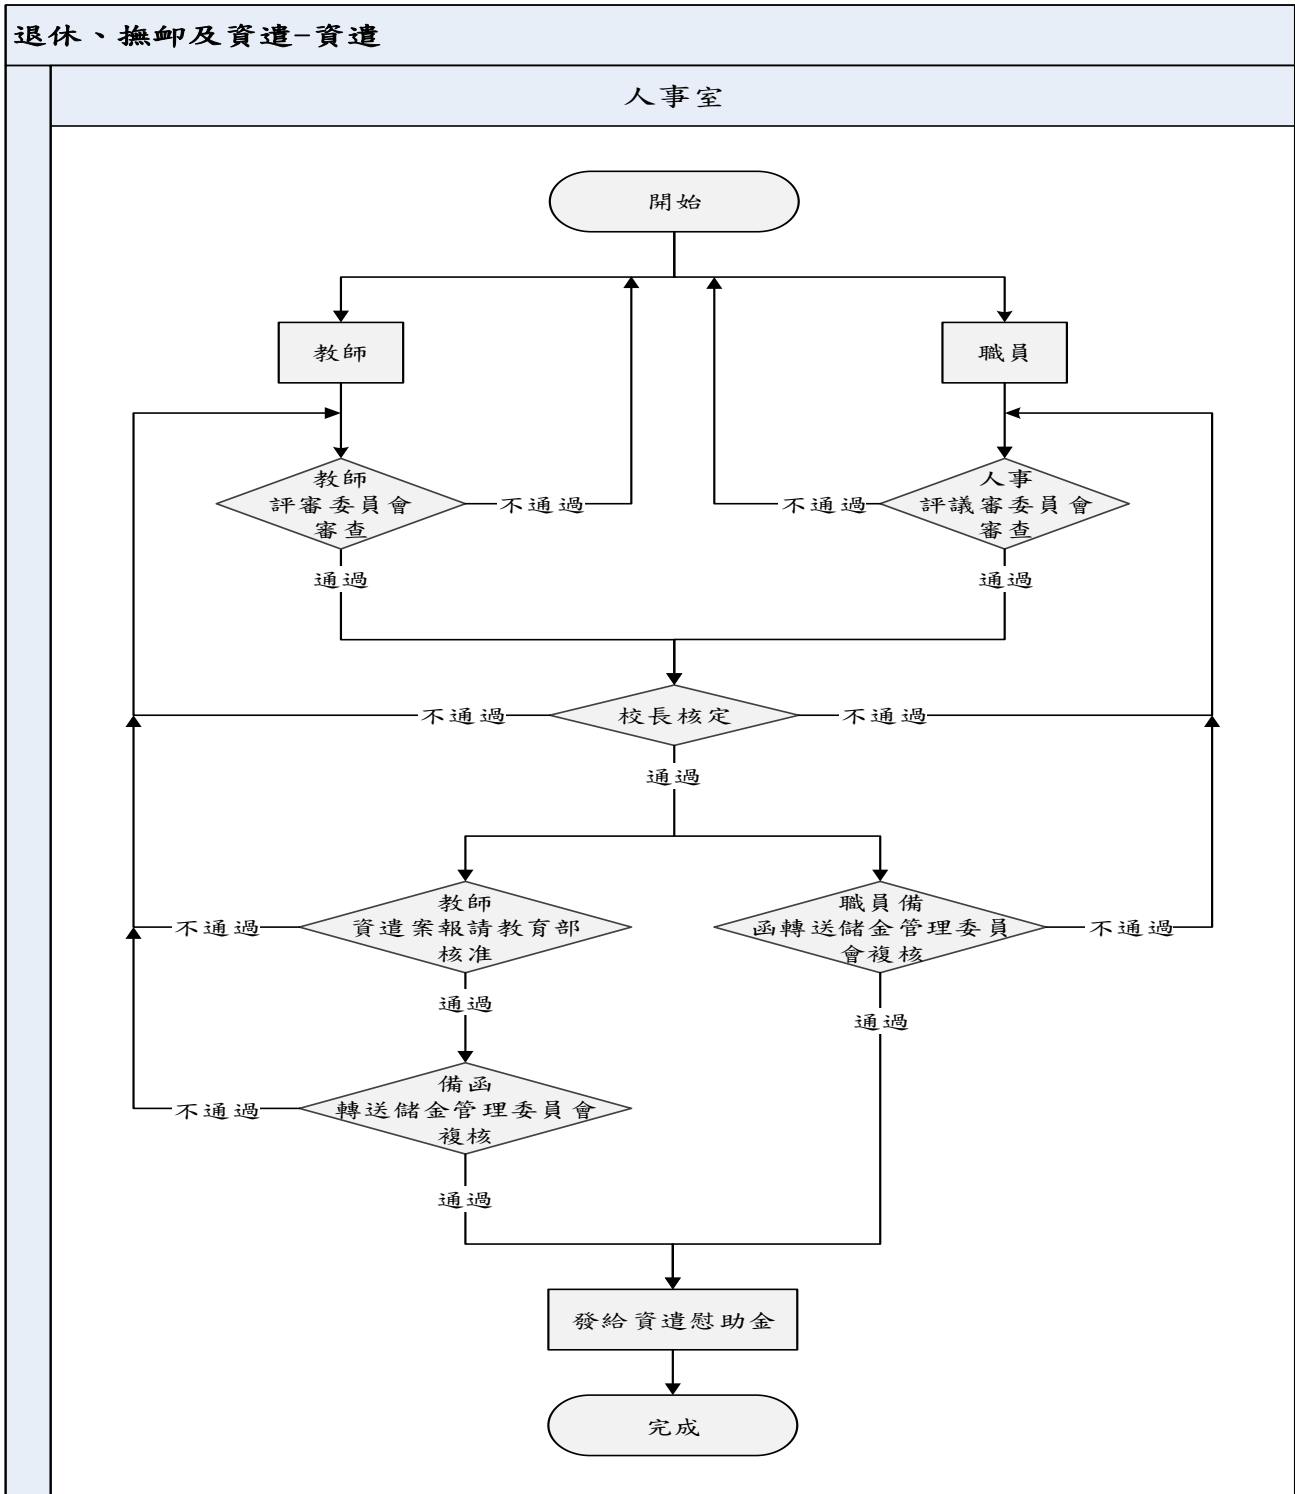 退休、撫卹及資遣-資遣
人事室
開始
教師
職員
教師
評審委員會
審查
不通過
不通過
人事
評議審委員會
審查
通過
通過
不通過
校長核定
不通過
通過
教師
資遣案報請教育部
核准
不通過
職員備
函轉送儲金管理委員
會複核
不通過
通過
通過
備函
轉送儲金管理委員會
複核
不通過
通過
發給資遣慰助金
完成